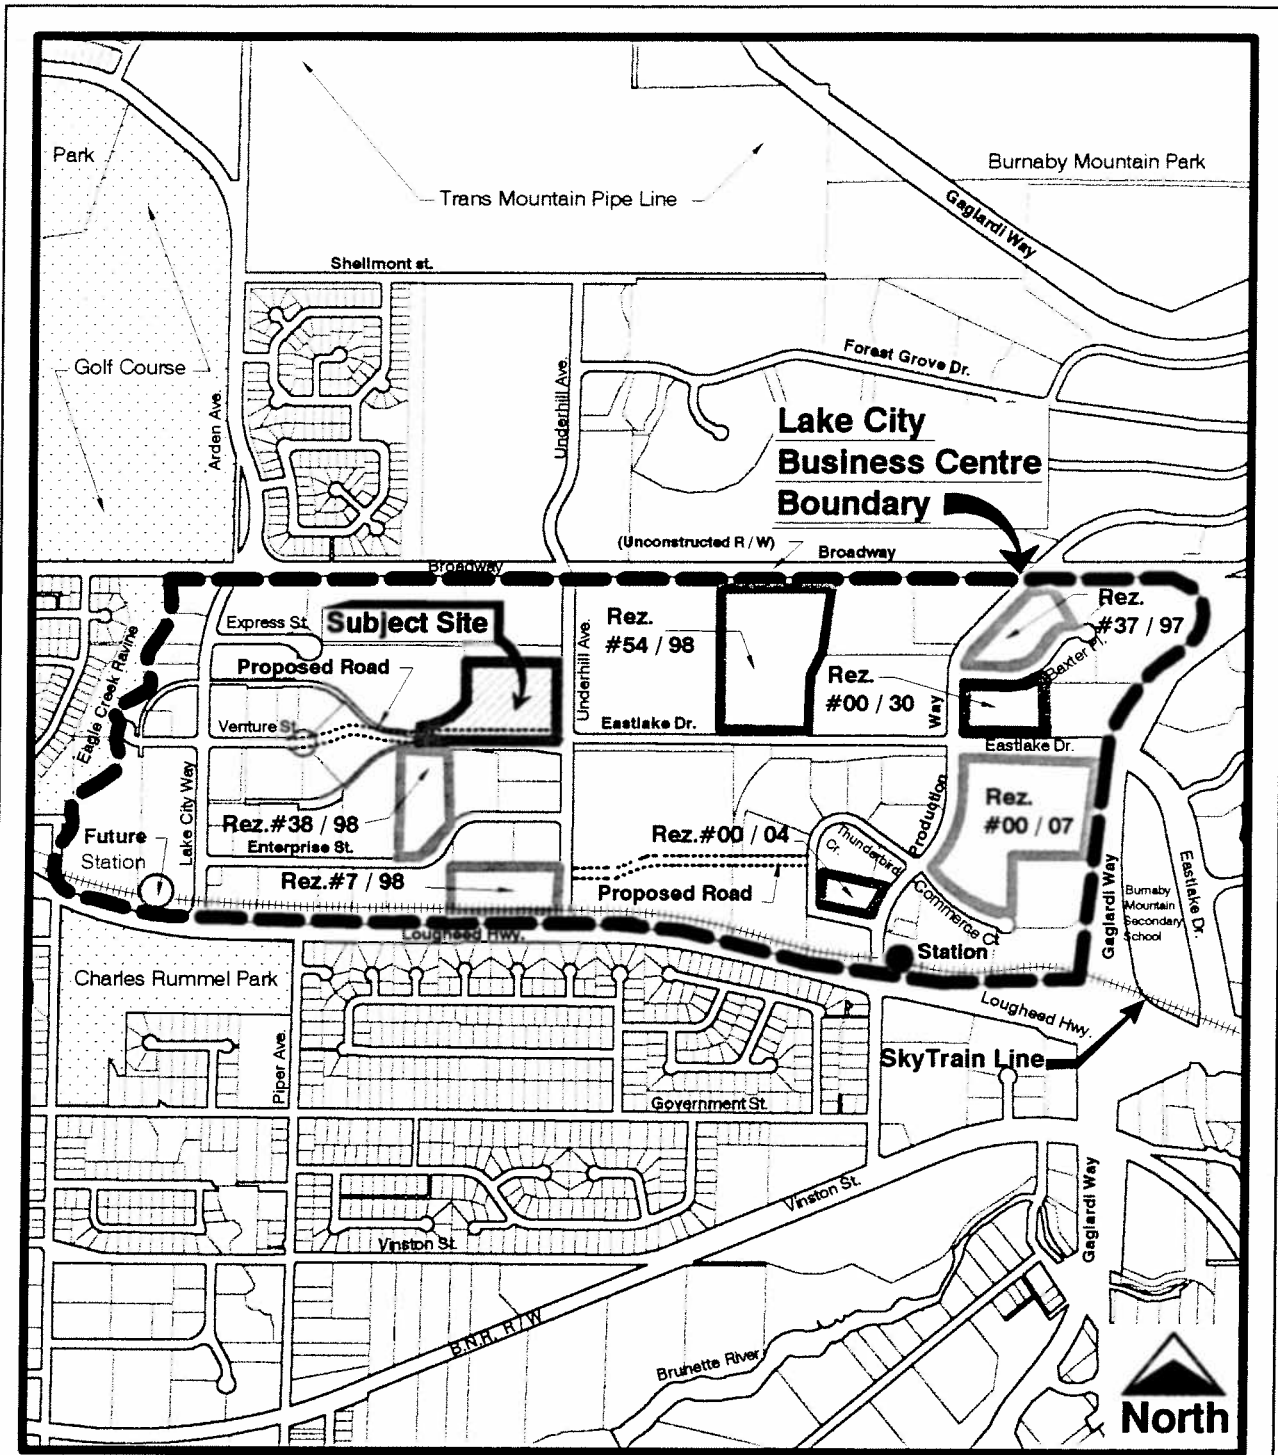 Park
Burnaby Mountain Park
Trans Mountain Pipe Line
Gaglardi Way
Shellmont st.
Golf Course
Arden Ave.
Underhill Ave.
Forest Grove Dr.
Lake City
Business Centre
Boundary
(Unconstructed R / W)
Broadway
Broadway
Express St.
Subject Site
Rez.
#54 / 98
Rez.
#37 / 97
Eagle Creek Ravine
Proposed Road
Underhill Ave.
Rez.
#00 / 30
Baxter Pl.
Venture St.
Eastlake Dr.
Way
Eastlake Dr.
Lake City Way
Production
Rez.
#00 / 07
Future
Station
Rez.#38 / 98
Enterprise St.
Rez.#00 / 04
Thunderbird
Cr.
Rez.#7 / 98
Proposed Road
Commerce Ct
Gaglardi Way
Burnaby
Mountain
Secondary
School
Eastlake Dr.
Lougheed Hwy.
Station
Charles Rummel Park
Lougheed Hwy.
SkyTrain Line
Piper Ave.
Government St.
Vinston St.
Gaglardi Way
Vinston St.
B.N.R. R / W
Brunette River
North